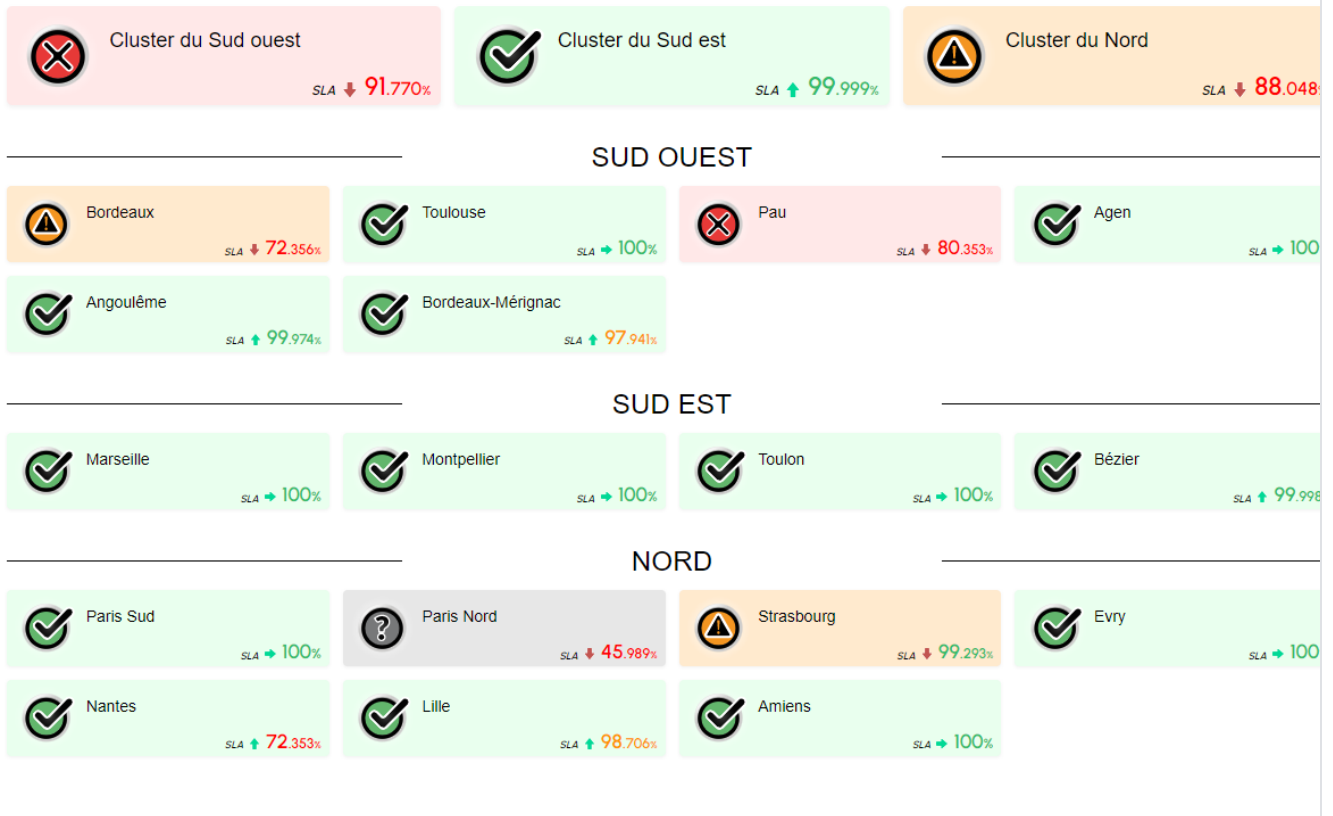 Cluster du Sud ouest
SLA 91.770%
Cluster du Sud est
SLA 99.999%
Cluster du Nord
SLA 88.048
SUD OUEST
Bordeaux
SLA 72.356%
Toulouse
SLA 100%
Pau
SLA 80.353%
Agen
SLA 100
Angoulême
SLA 99.974%
Bordeaux-Mérignac
SLA 97.941%
SUD EST
Marseille
SLA 100%
Montpellier
SLA 100%
Toulon
SLA 100%
Bézier
SLA 99.998
NORD
Paris Sud
SLA 100%
Paris Nord
SLA 45.989%
Strasbourg
SLA 99.293%
Evry
SLA 100
Nantes
SLA 72.353%
Lille
SLA 98.706%
Amiens
SLA 100%